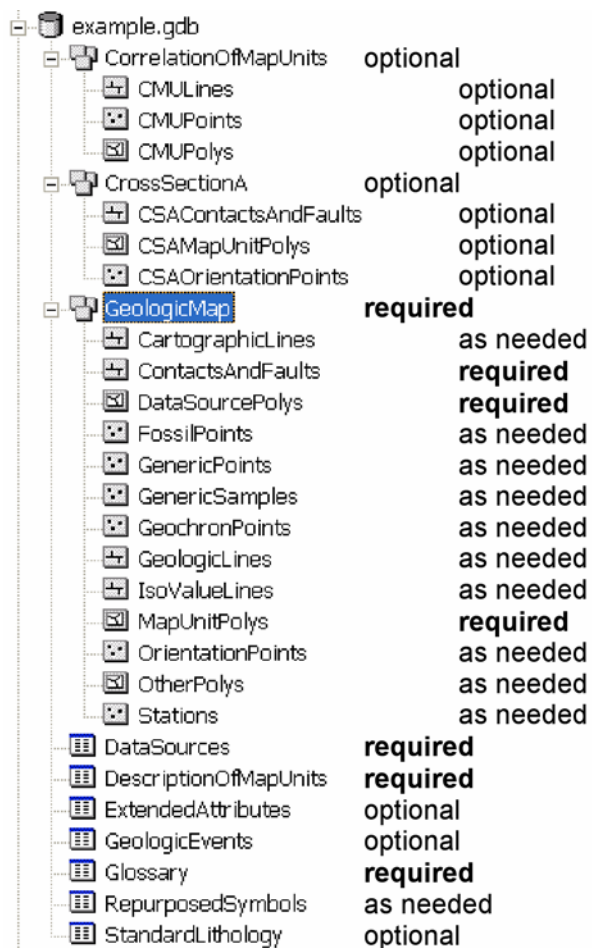 example.gdb
CorrelationOfMapUnits optional
CMULines optional
CMUPoints optional
CMUPolys optional
CrossSectionA optional
CSAContactsAndFaults optional
CSAMapUnitPolys optional
CSAOrientationPoints optional
GeologicMap required
CartographicLines as needed
ContactsAndFaults required
DataSourcePolys required
FossilPoints as needed
GenericPoints as needed
GenericSamples as needed
GeochronPoints as needed
GeologicLines as needed
IsoValueLines as needed
MapUnitPolys required
OrientationPoints as needed
OtherPolys as needed
Stations as needed
DataSources required
DescriptionOfMapUnits required
ExtendedAttributes optional
GeologicEvents optional
Glossary required
RepurposedSymbols as needed
StandardLithology optional